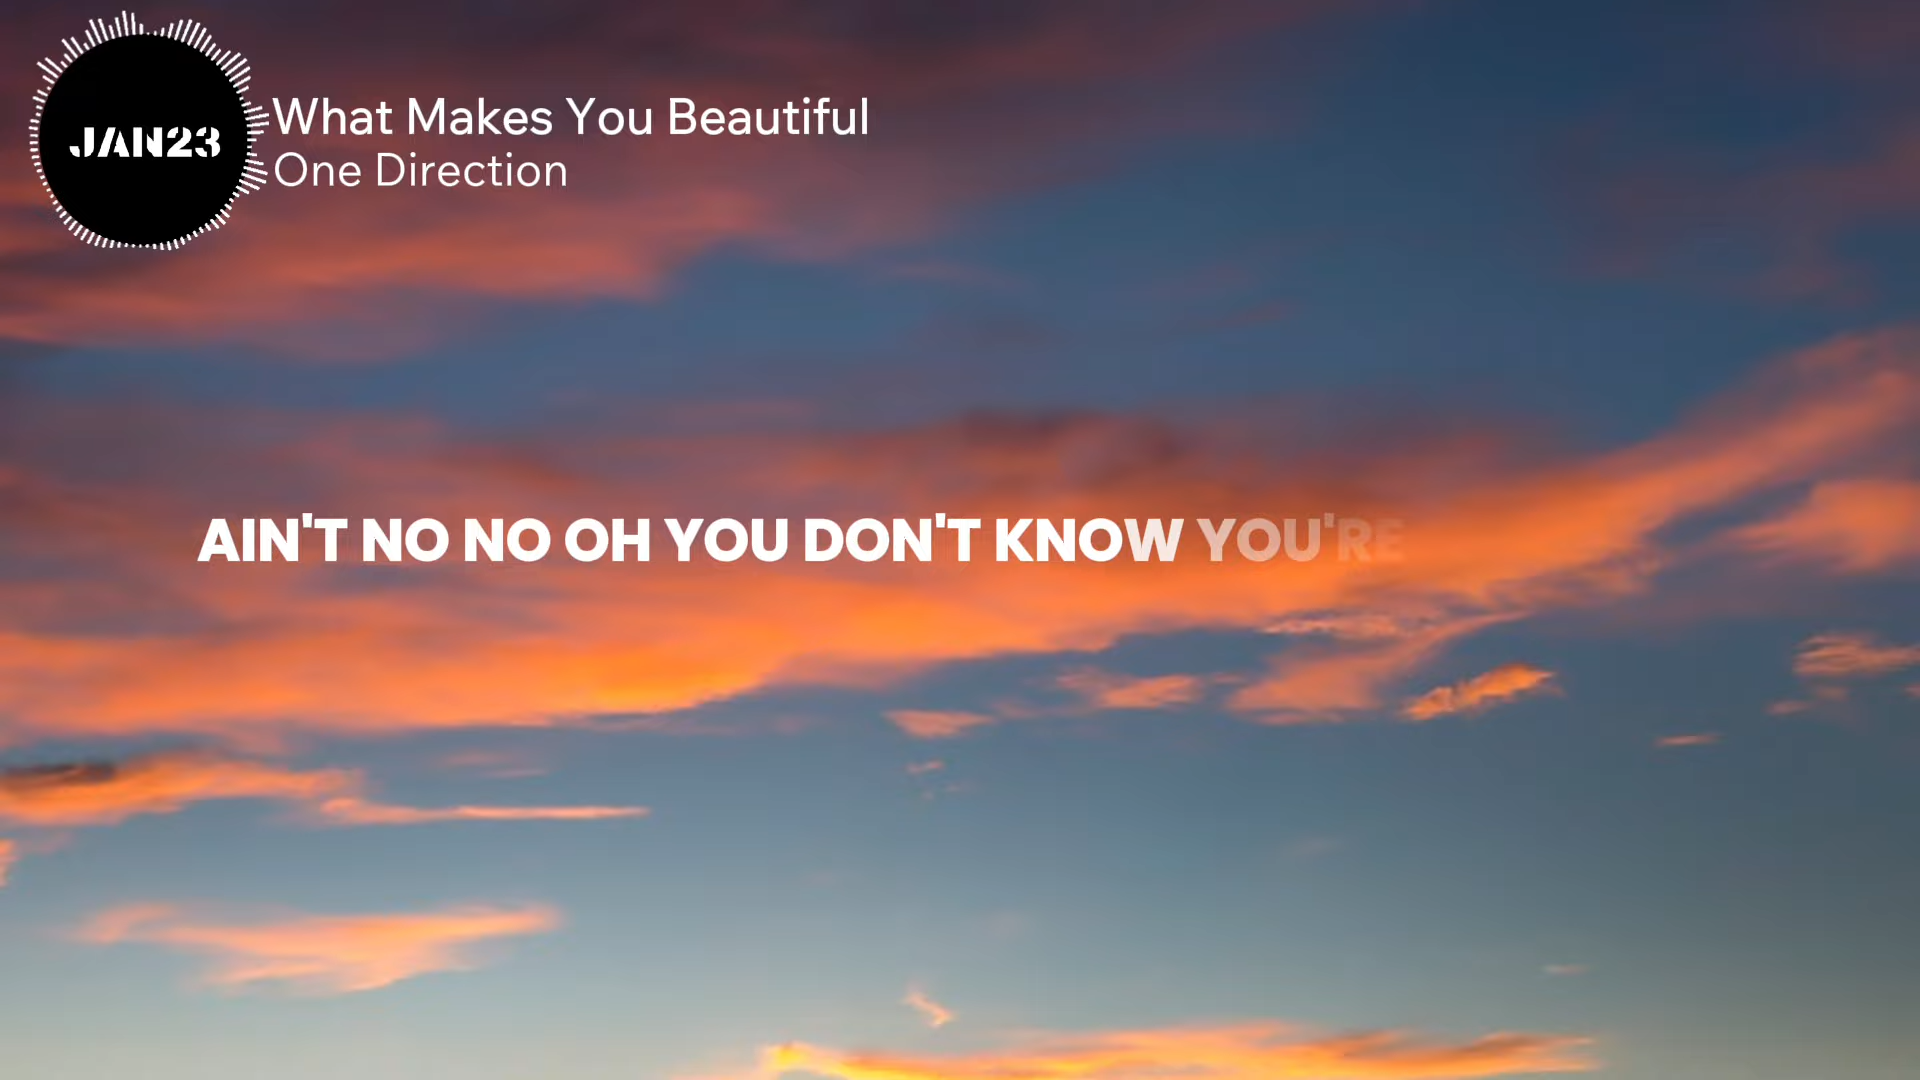 JAN23
What Makes You Beautiful
One Direction
AIN'T NO NO OH YOU DON'T KNOW YOU'RE